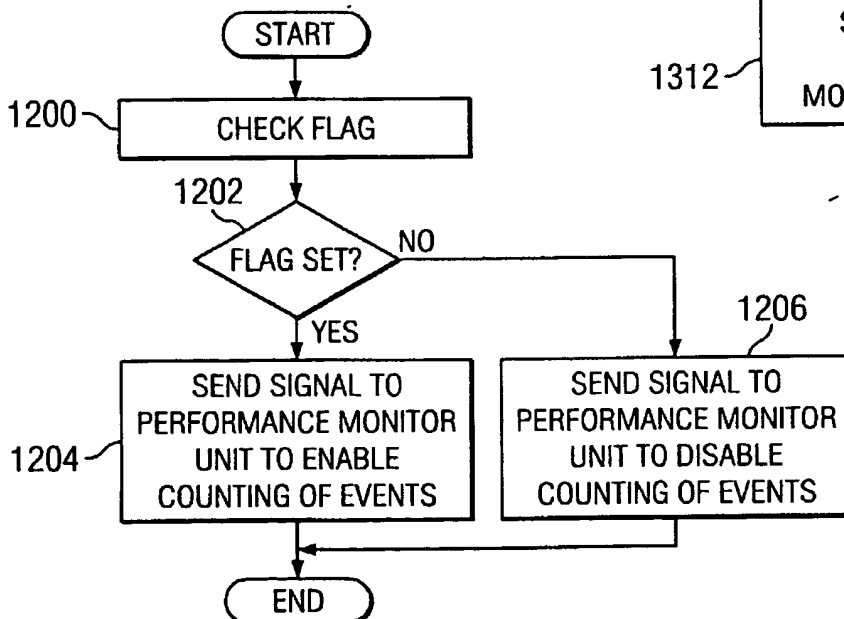 START
1200
CHECK FLAG
1202
FLAG SET?
NO
YES
1204
SEND SIGNAL TO
PERFORMANCE MONITOR
UNIT TO ENABLE
COUNTING OF EVENTS
1206
SEND SIGNAL TO
PERFORMANCE MONITOR
UNIT TO DISABLE
COUNTING OF EVENTS
END
1312